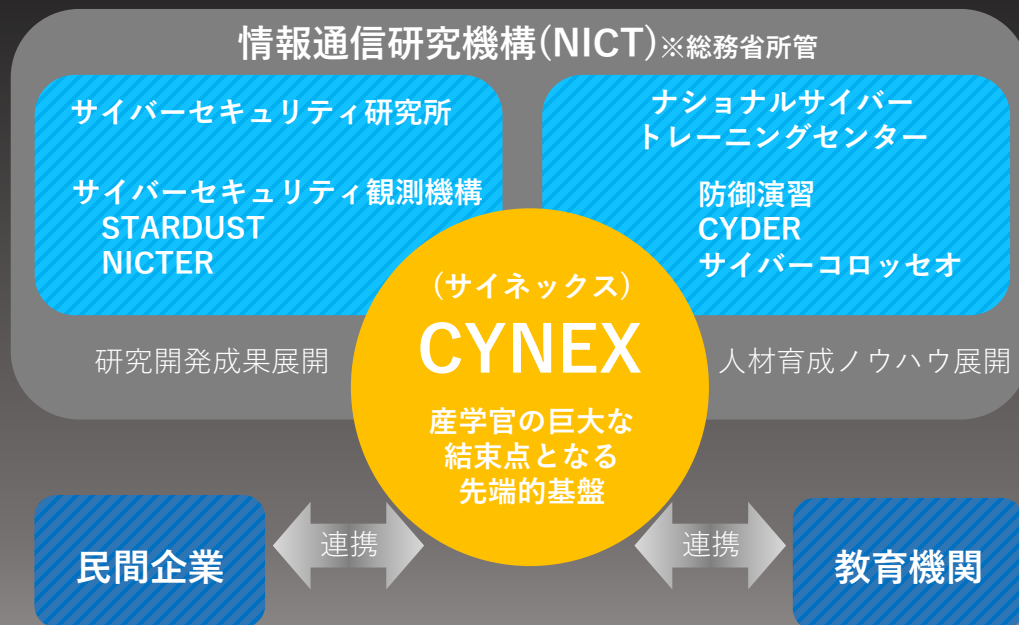 情報通信研究機構(NICT)※総務省所管
サイバーセキュリティ研究所
サイバーセキュリティ観測機構
STARDUST
NICTER
ナショナルサイバー
トレーニングセンター
防御演習
CYDER
サイバーコロッセオ
(サイネックス)
CYNEX
産学官の巨大な
結束点となる
先端的基盤
研究開発成果展開
人材育成ノウハウ展開
民間企業
連携
連携
教育機関